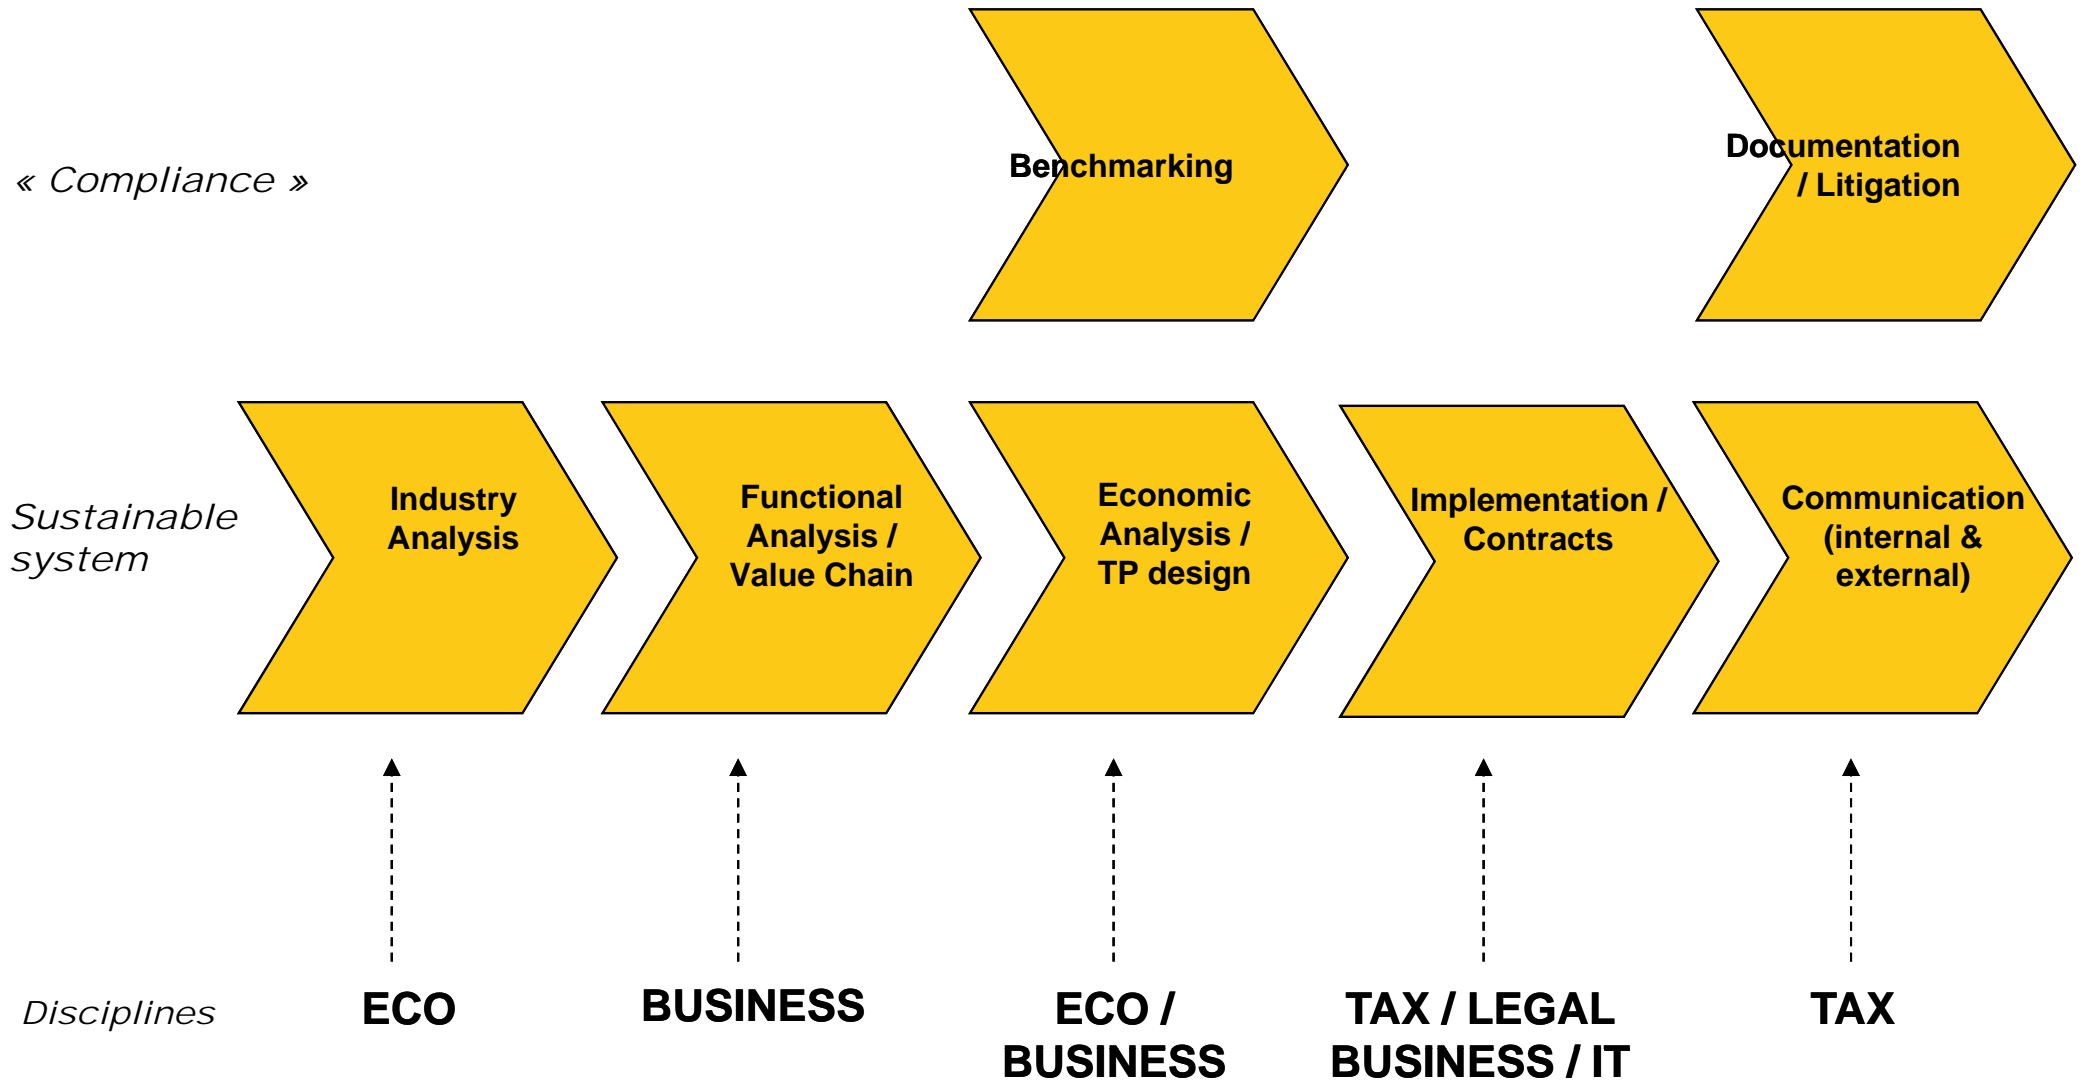 « Compliance »
Benchmarking
Documentation
/ Litigation
Sustainable
system
Industry
Analysis
Functional
Analysis /
Value Chain
Economic
Analysis /
TP design
Implementation /
Contracts
Communication
(internal &
external)
Disciplines
ECO
BUSINESS
ECO /
BUSINESS
TAX / LEGAL
BUSINESS / IT
TAX